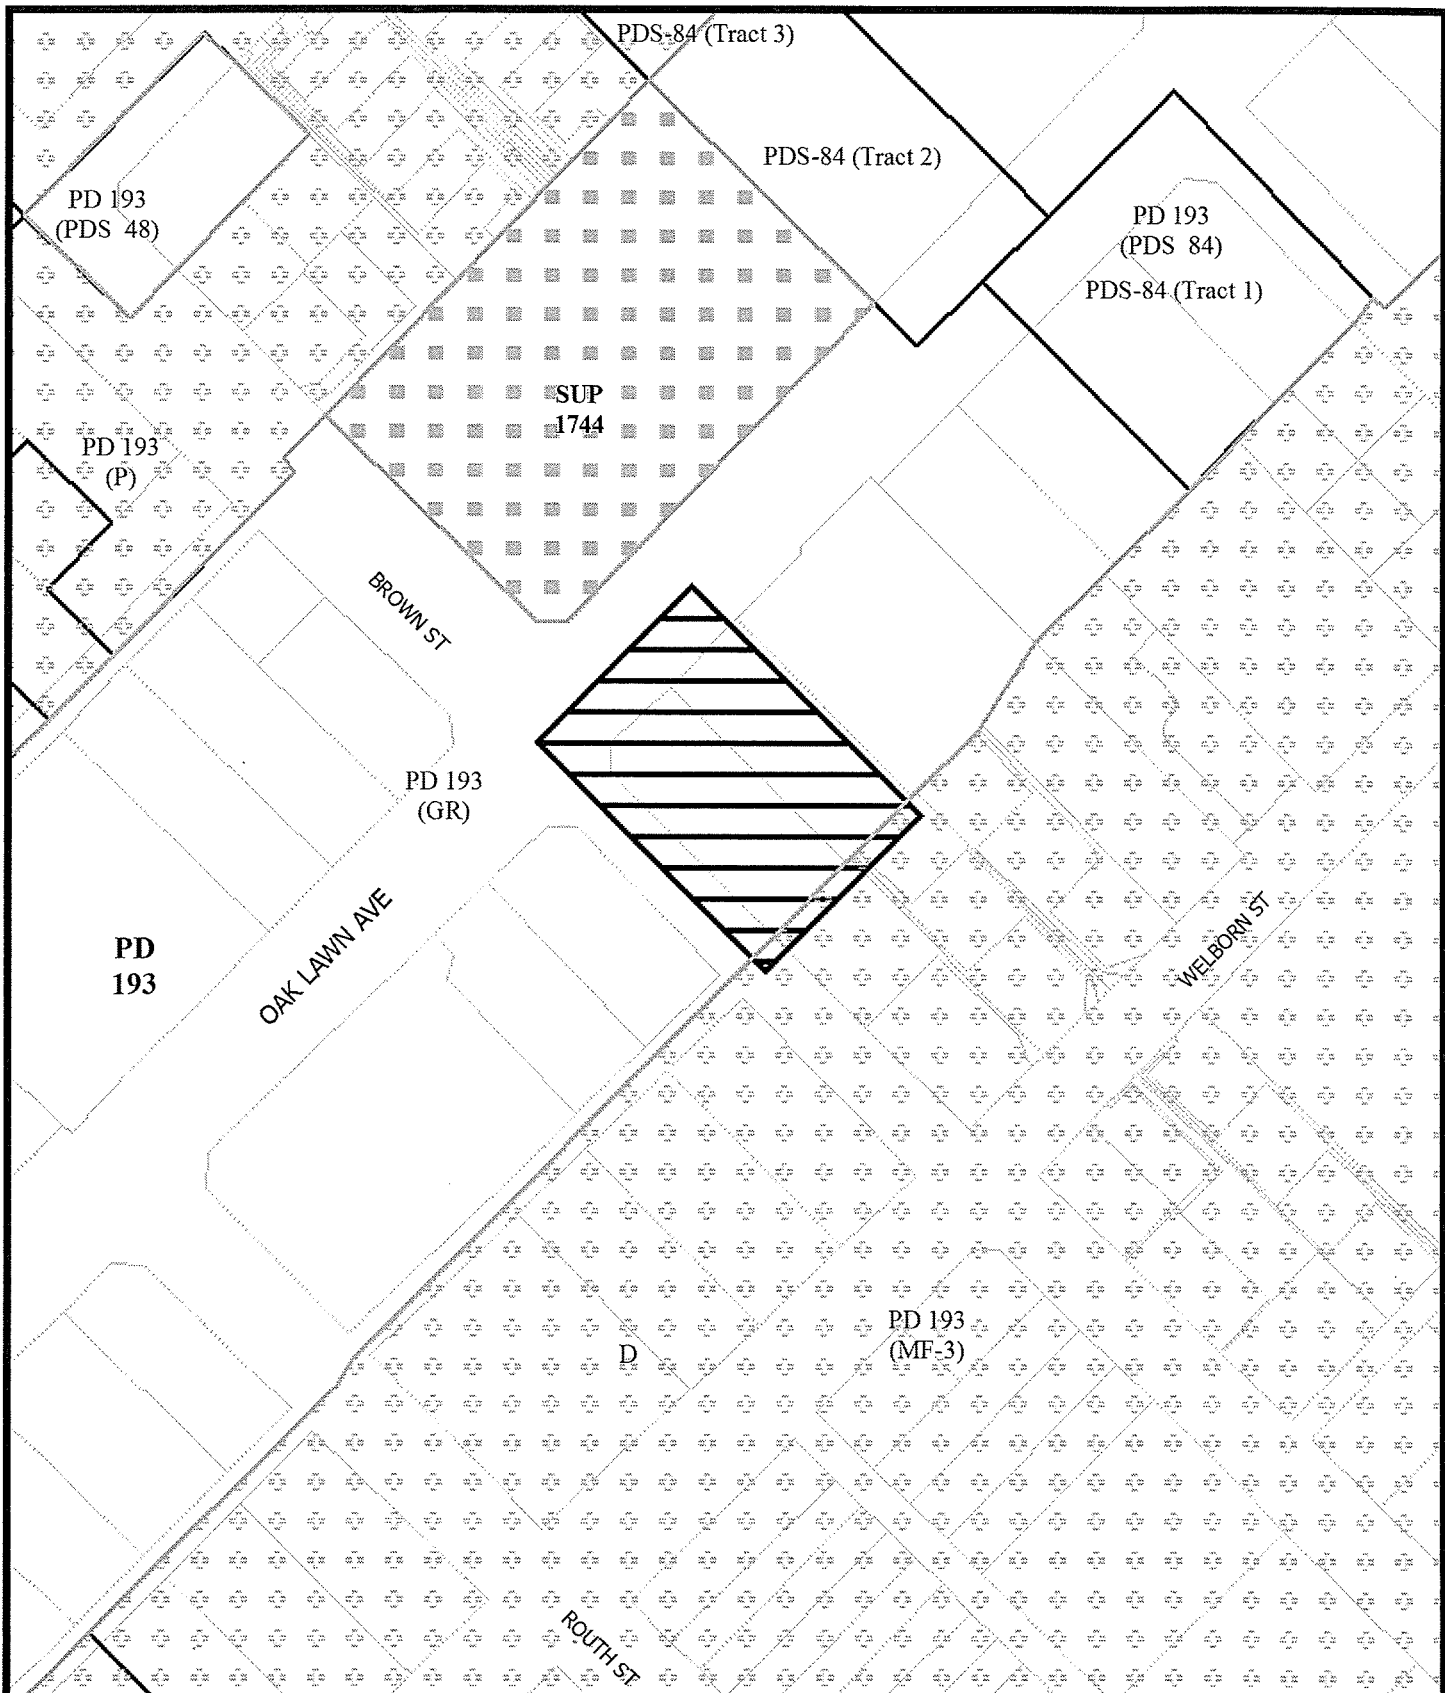 PDS-84 (Tract 3)
PDS-84 (Tract 2)
PD 193
(PDS 48)
PD 193
(PDS 84)
PDS-84 (Tract 1)
SUP
1744
PD 193
(P)
BROWN ST
PD 193
(GR)
OAK LAWN AVE
PD
193
WELBORN ST
PD 193
(MF-3)
D
ROUTH ST